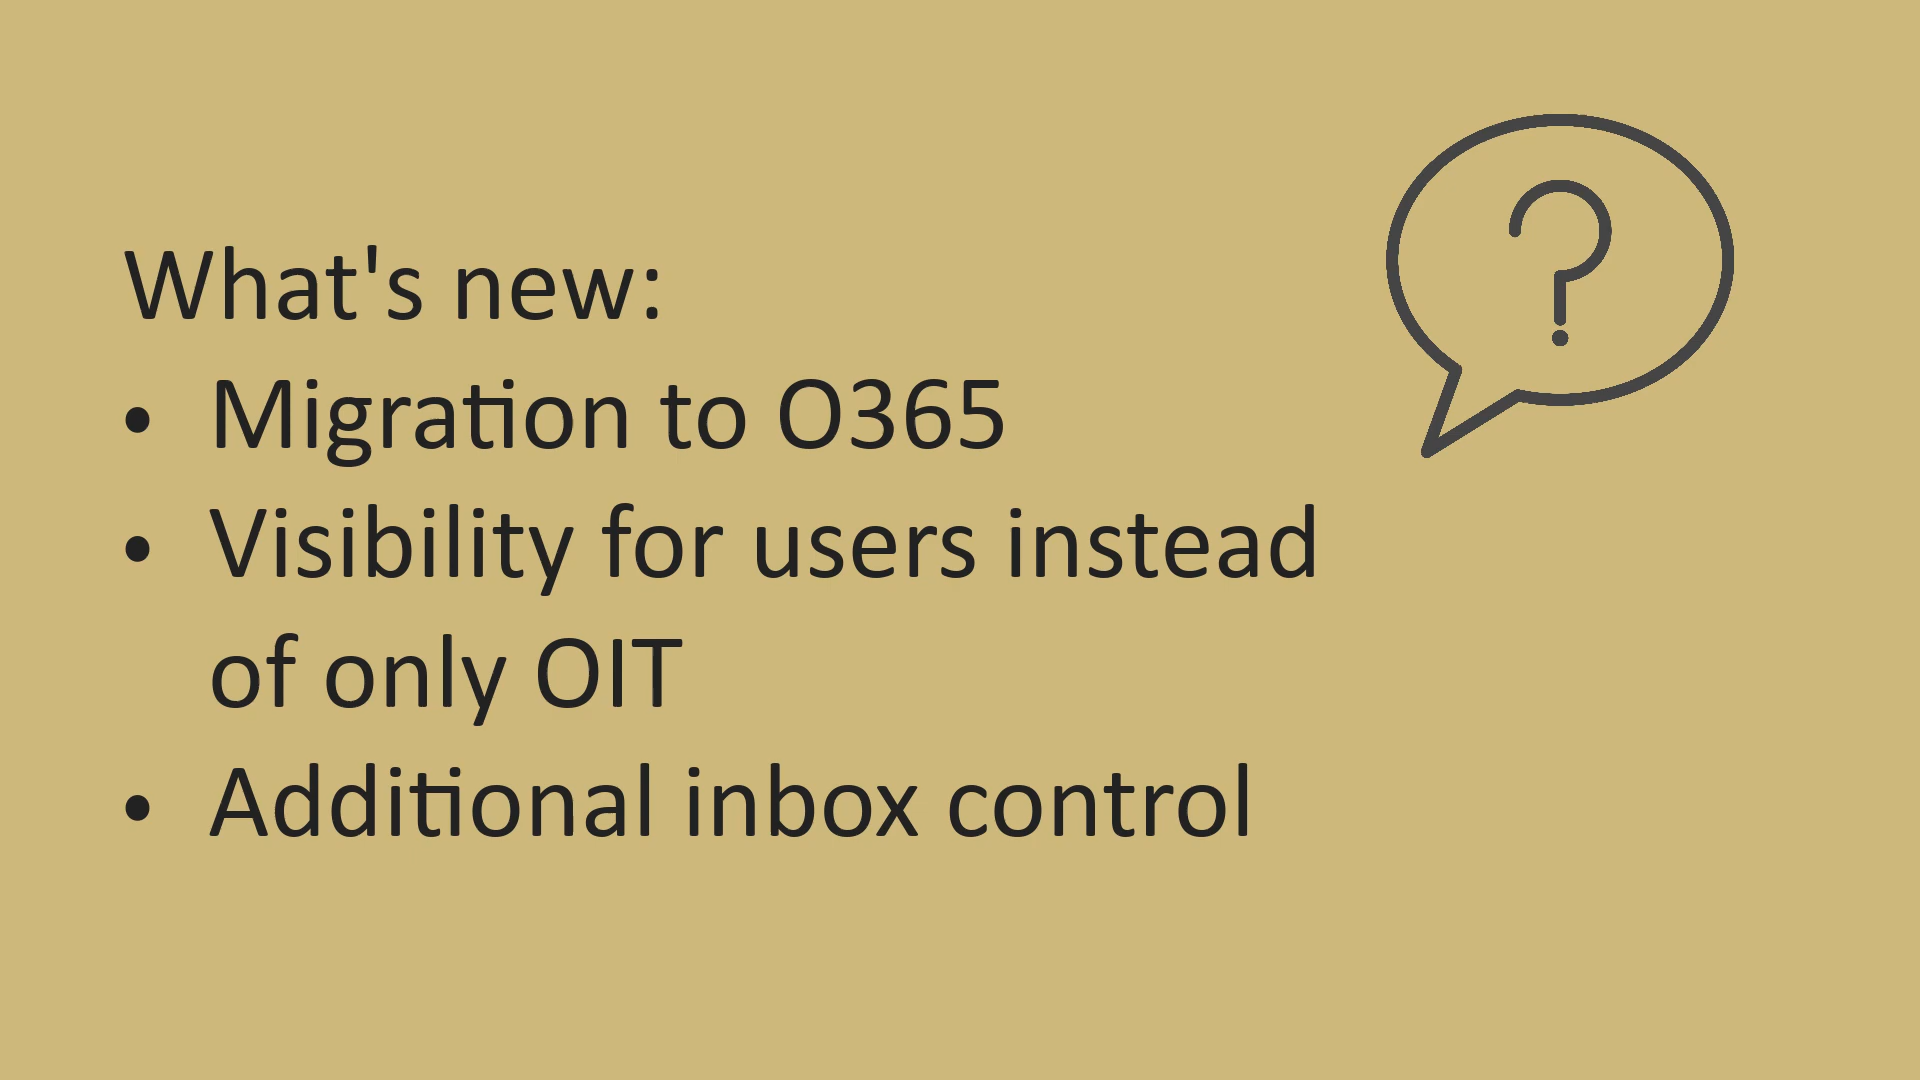 What's new:
• Migration to O365
• Visibility for users instead
of only OIT
• Additional inbox control
?